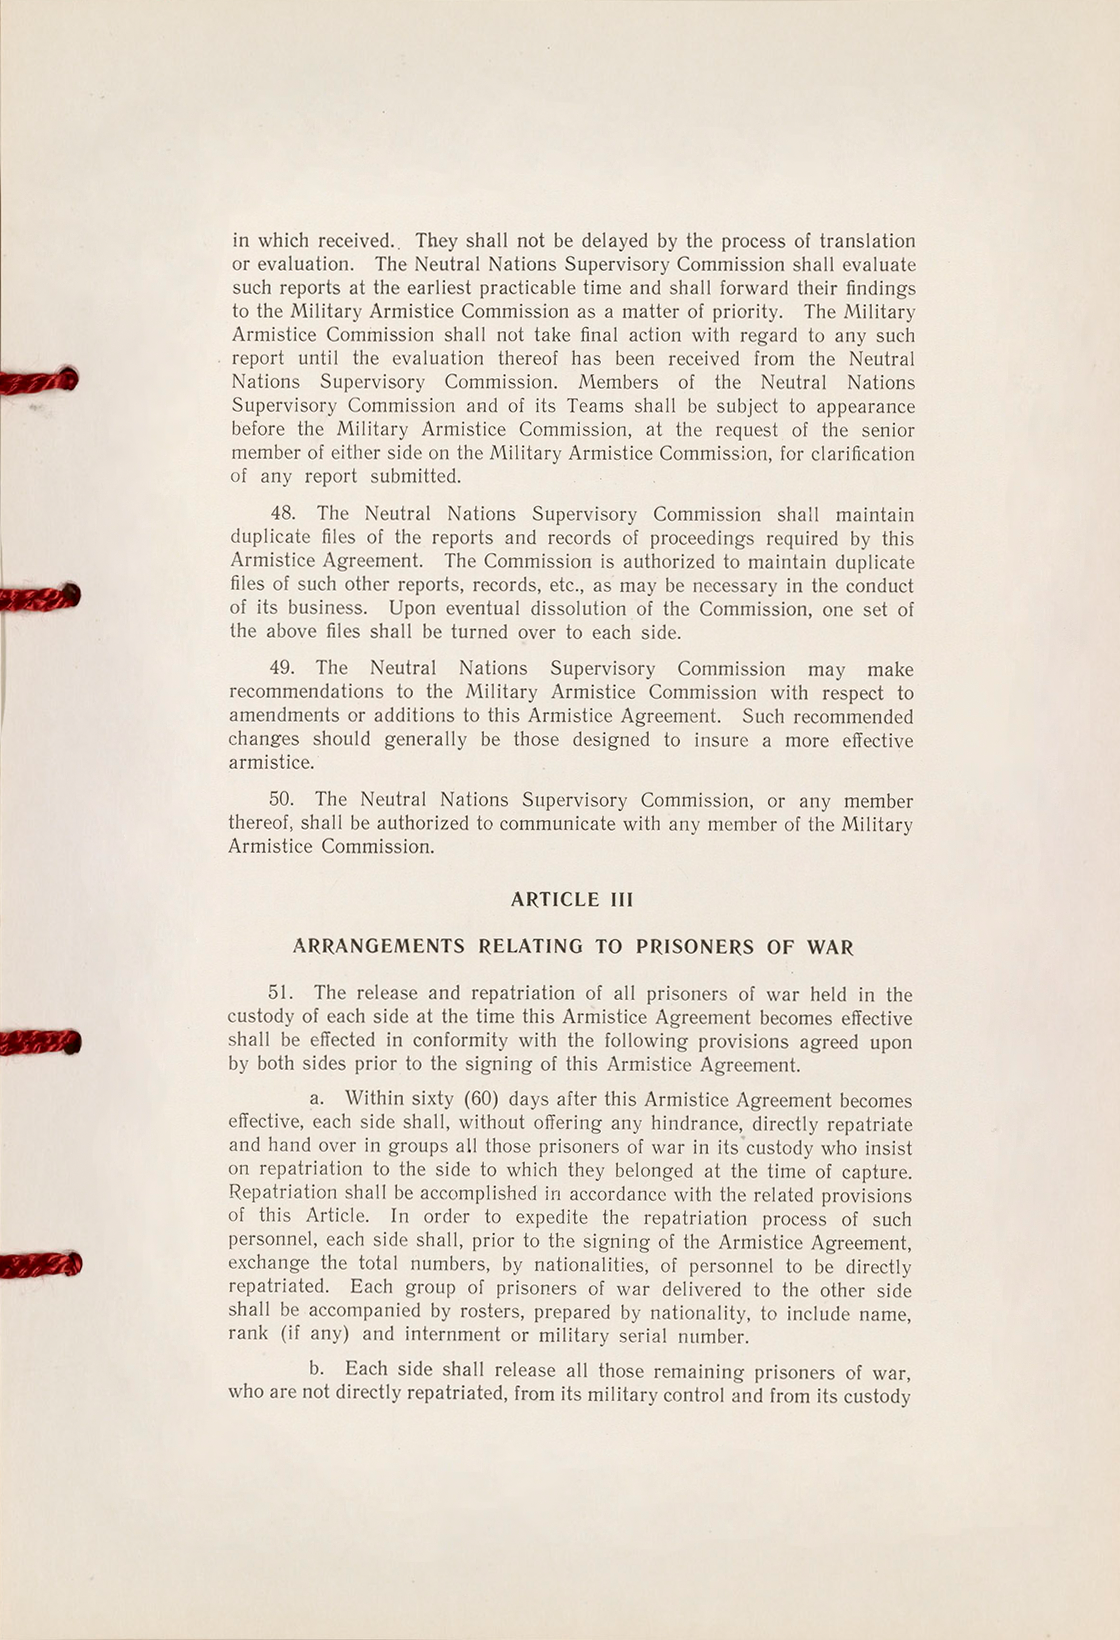 in which received. They shall not be delayed by the process of translation
or evaluation. The Neutral Nations Supervisory Commission shall evaluate
such reports at the earliest practicable time and shall forward their findings
to the Military Armistice Commission as a matter of priority. The Military
Armistice Commission shall not take final action with regard to any such
report until the evaluation thereof has been received from the Neutral
Nations Supervisory Commission. Members of the Neutral Nations
Supervisory Commission and of its Teams shall be subject to appearance
before the Military Armistice Commission, at the request of the senior
member of either side on the Military Armistice Commission, for clarification
of any report submitted.
48. The Neutral Nations Supervisory Commission shall maintain
duplicate files of the reports and records of proceedings required by this
Armistice Agreement. The Commission is authorized to maintain duplicate
files of such other reports, records, etc., as may be necessary in the conduct
of its business. Upon eventual dissolution of the Commission, one set of
the above files shall be turned over to each side.
49. The Neutral Nations Supervisory Commission may make
recommendations to the Military Armistice Commission with respect to
amendments or additions to this Armistice Agreement. Such recommended
changes should generally be those designed to insure a more effective
armistice.
50. The Neutral Nations Supervisory Commission, or any member
thereof, shall be authorized to communicate with any member of the Military
Armistice Commission.
ARTICLE III
ARRANGEMENTS RELATING TO PRISONERS OF WAR
51. The release and repatriation of all prisoners of war held in the
custody of each side at the time this Armistice Agreement becomes effective
shall be effected in conformity with the following provisions agreed upon
by both sides prior to the signing of this Armistice Agreement.
a. Within sixty (60) days after this Armistice Agreement becomes
effective, each side shall, without offering any hindrance, directly repatriate
and hand over in groups all those prisoners of war in its custody who insist
on repatriation to the side to which they belonged at the time of capture.
Repatriation shall be accomplished in accordance with the related provisions
of this Article. In order to expedite the repatriation process of such
personnel, each side shall, prior to the signing of the Armistice Agreement,
exchange the total numbers, by nationalities, of personnel to be directly
repatriated. Each group of prisoners of war delivered to the other side
shall be accompanied by rosters, prepared by nationality, to include name,
rank (if any) and internment or military serial number.
b. Each side shall release all those remaining prisoners of war,
who are not directly repatriated, from its military control and from its custody